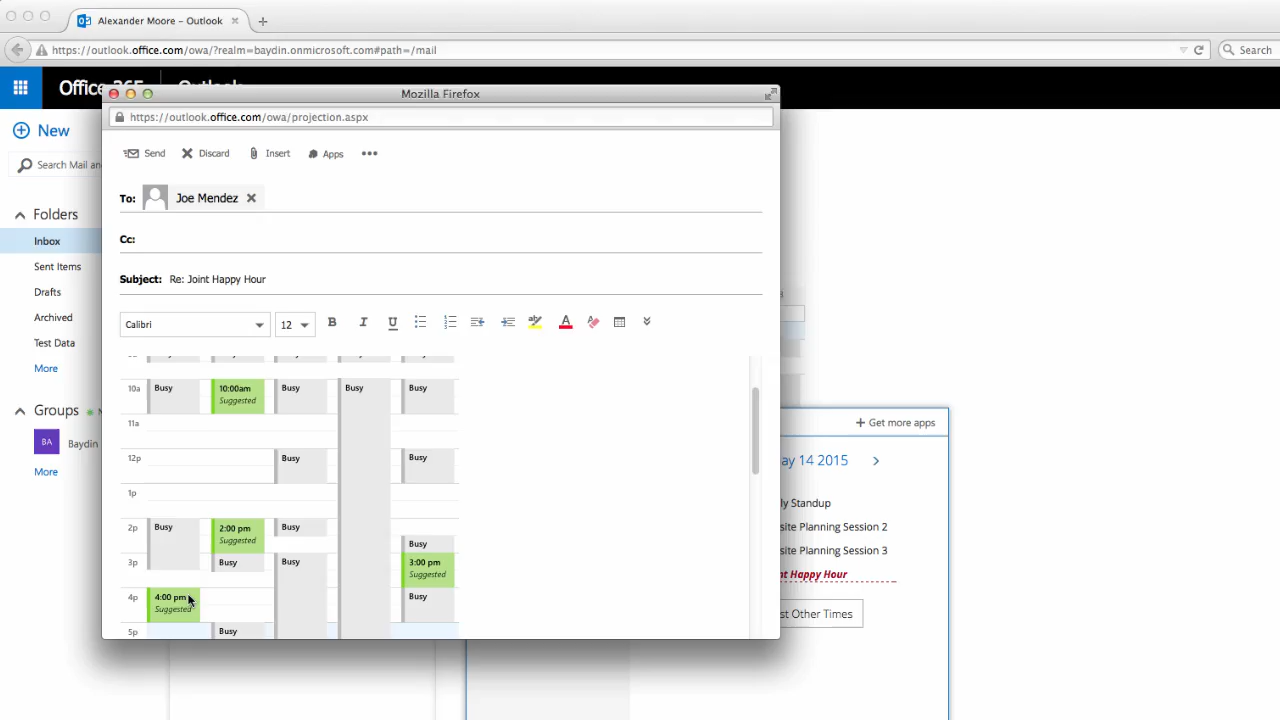 Alexander Moore – Outlook
https://outlook.office.com/owa/?realm=baydin.onmicrosoft.com#path=/mail
Search
Office 365 Outlook
Mozilla Firefox
https://outlook.office.com/owa/projection.aspx
New
Search Mail an
Send Discard Insert Apps •••
To: Joe Mendez
Cc:
Subject: Re: Joint Happy Hour
Calibri 12 B I U
Folders
Inbox
Sent Items
Drafts
Archived
Test Data
More
Groups
BA Baydin
More
10a Busy 10:00am Busy Busy Busy
Suggested
11a
12p Busy Busy
1p
2p Busy 2:00 pm Busy
Suggested Busy
3p Busy Busy 3:00 pm
Suggested
4p 4:00 pm Busy
Suggested
5p Busy
+ Get more apps
ay 14 2015
ly Standup
site Planning Session 2
site Planning Session 3
nt Happy Hour
st Other Times